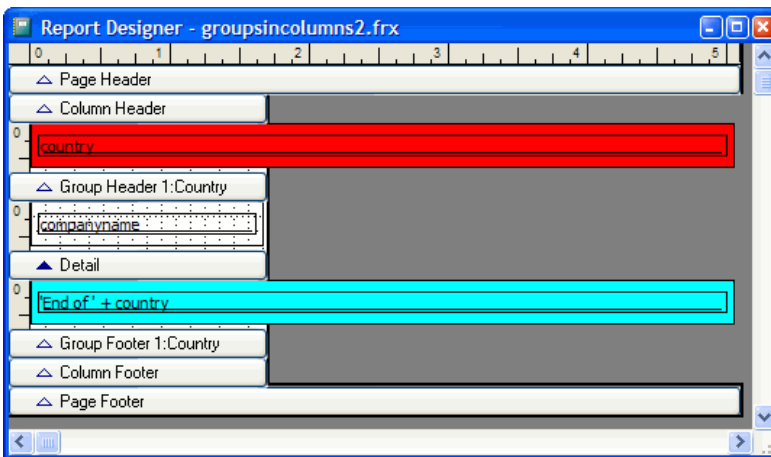 Report Designer - groupsincolumns2.frx
0 1 2 3 4 5
Page Header
Column Header
0
country
Group Header 1:Country
0
companyname
Detail
0
'End of ' + country
Group Footer 1:Country
Column Footer
Page Footer